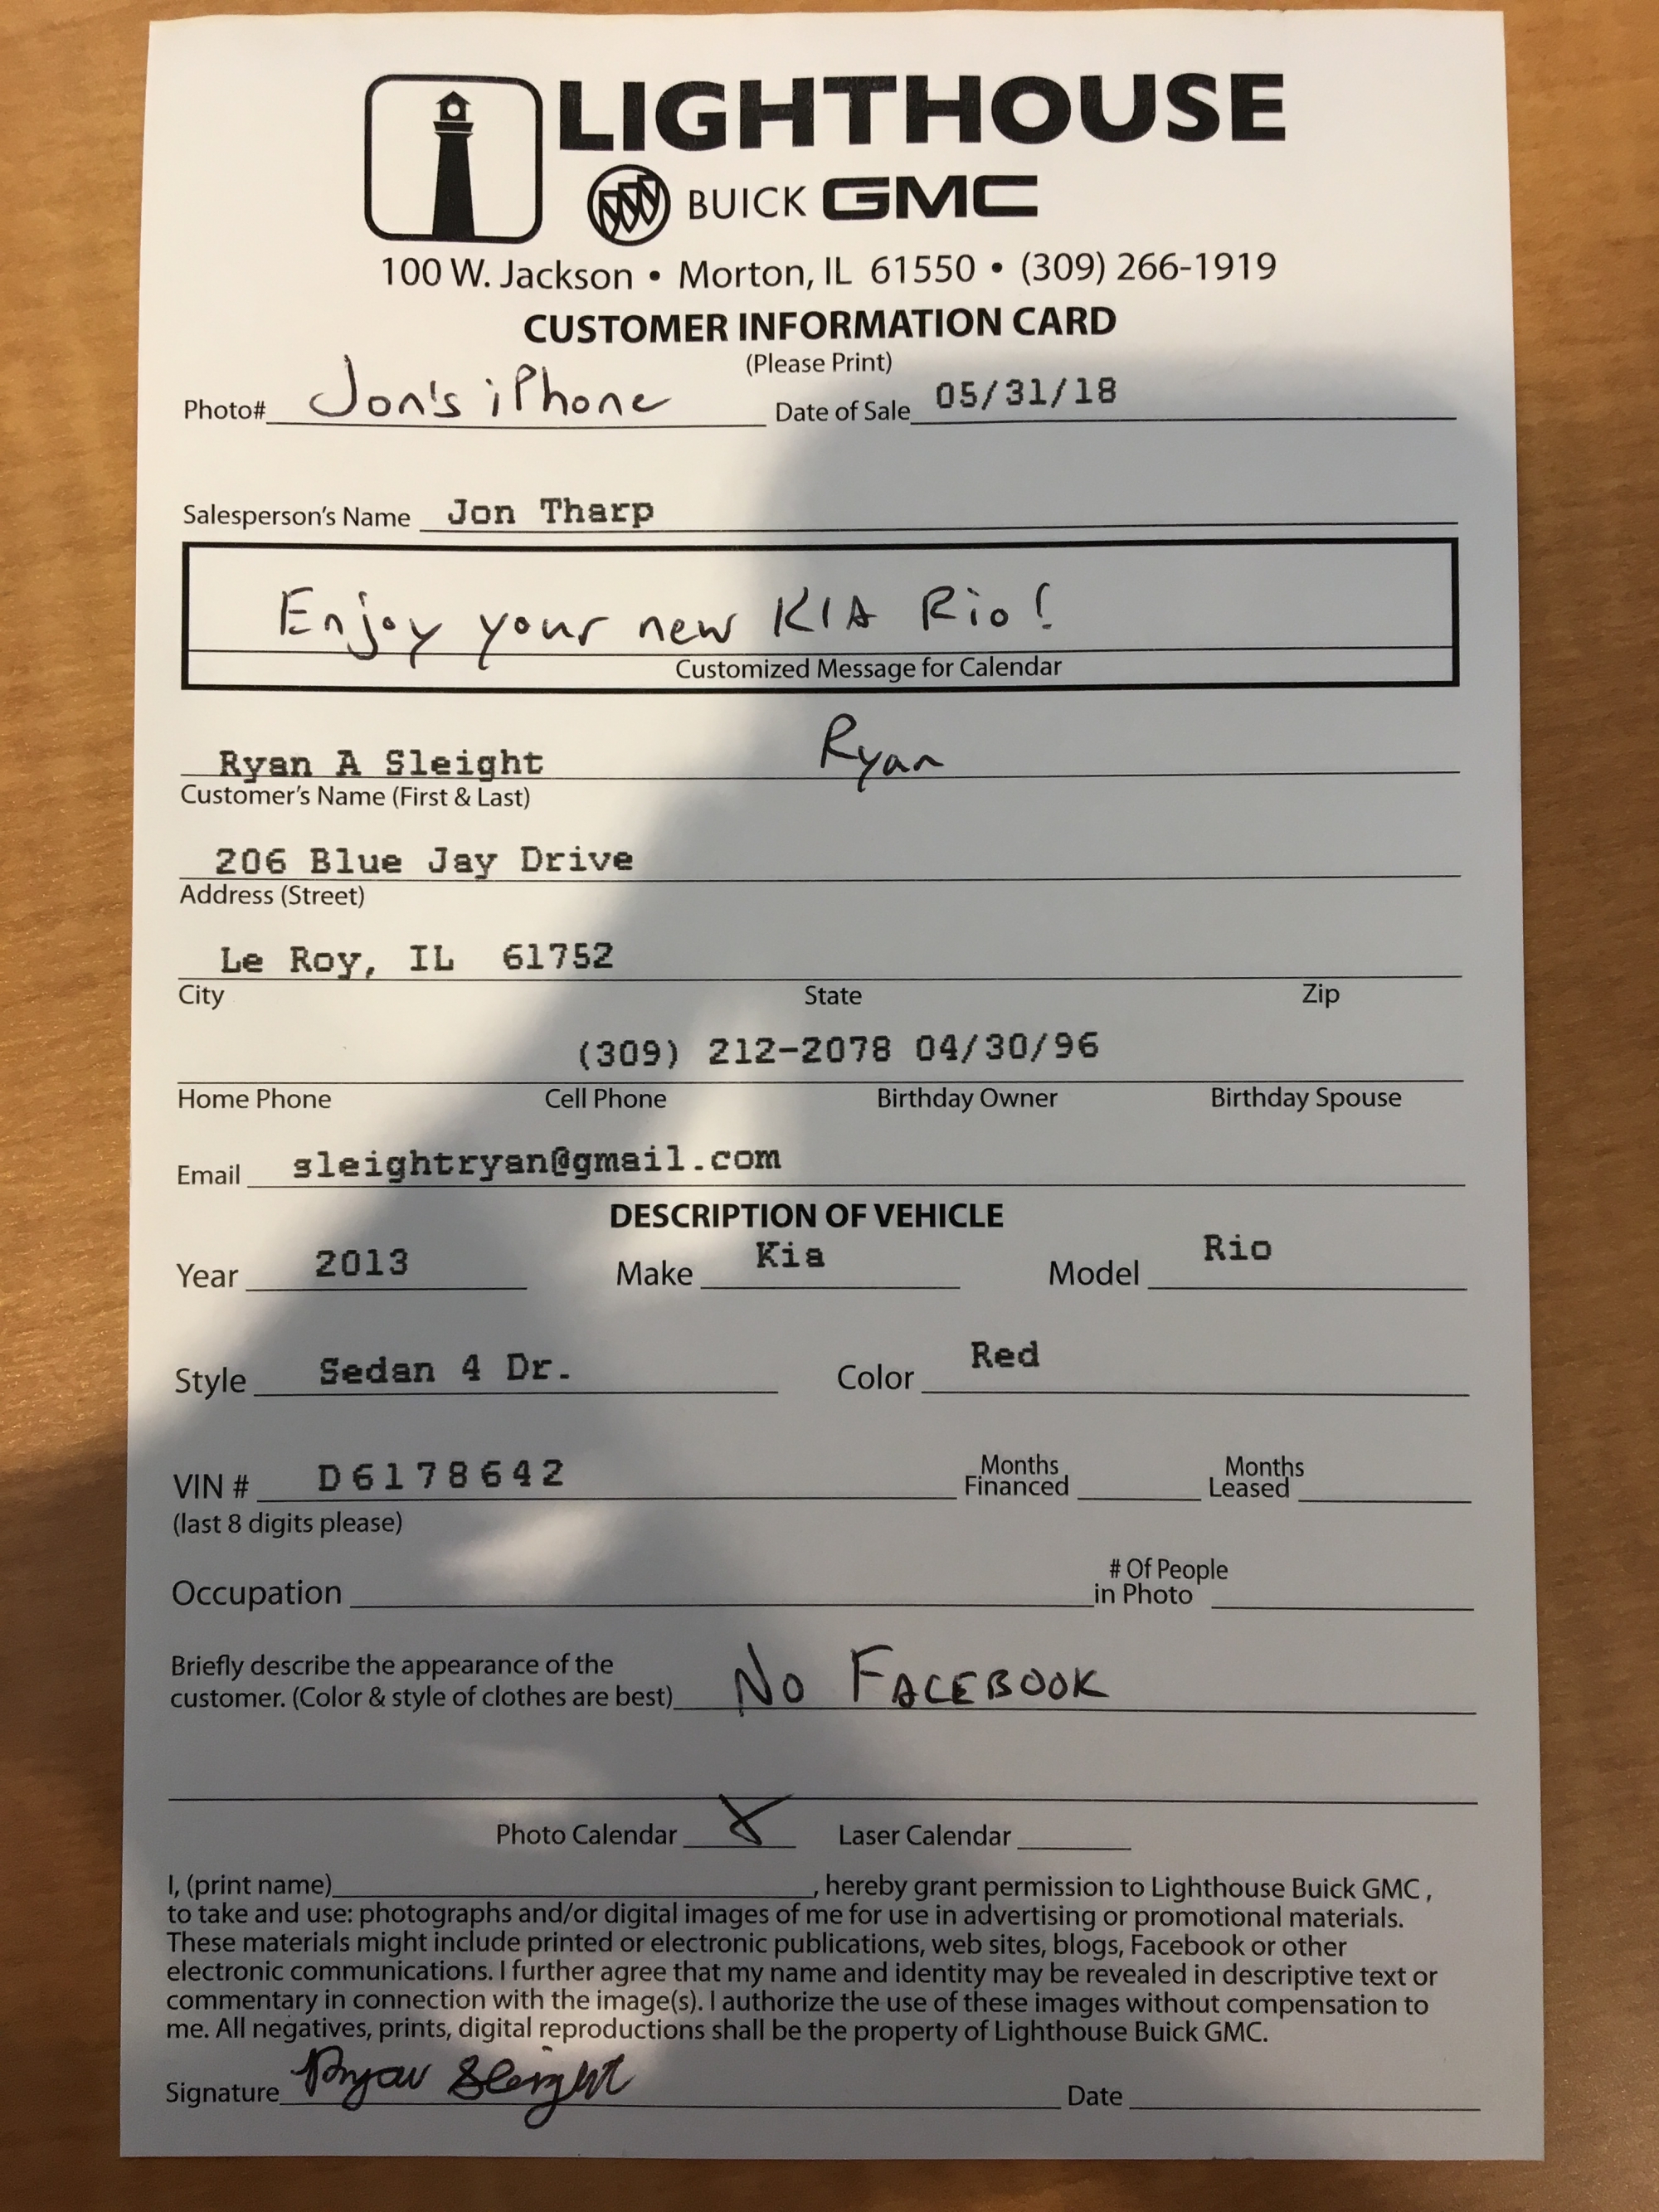 LIGHTHOUSE
BUICK GMC
100 W. Jackson • Morton, IL 61550 • (309) 266-1919
CUSTOMER INFORMATION CARD
(Please Print)
Photo# Jon's iPhone Date of Sale 05/31/18
Salesperson's Name Jon Tharp
Enjoy your new KIA Rio!
Customized Message for Calendar
Ryan A Sleight Ryan
Customer's Name (First & Last)
206 Blue Jay Drive
Address (Street)
Le Roy, IL 61752
City State Zip
(309) 212-2078 04/30/96
Home Phone Cell Phone Birthday Owner Birthday Spouse
Email sleightryan@gmail.com
DESCRIPTION OF VEHICLE
Year 2013 Make Kia Model Rio
Style Sedan 4 Dr. Color Red
VIN # D6178642 Months Financed Months Leased
(last 8 digits please)
Occupation # Of People in Photo
Briefly describe the appearance of the
customer. (Color & style of clothes are best) No FACEBOOK
Photo Calendar X Laser Calendar
I, (print name) , hereby grant permission to Lighthouse Buick GMC ,
to take and use: photographs and/or digital images of me for use in advertising or promotional materials.
These materials might include printed or electronic publications, web sites, blogs, Facebook or other
electronic communications. I further agree that my name and identity may be revealed in descriptive text or
commentary in connection with the image(s). I authorize the use of these images without compensation to
me. All negatives, prints, digital reproductions shall be the property of Lighthouse Buick GMC.
Signature Ryan Sleight Date